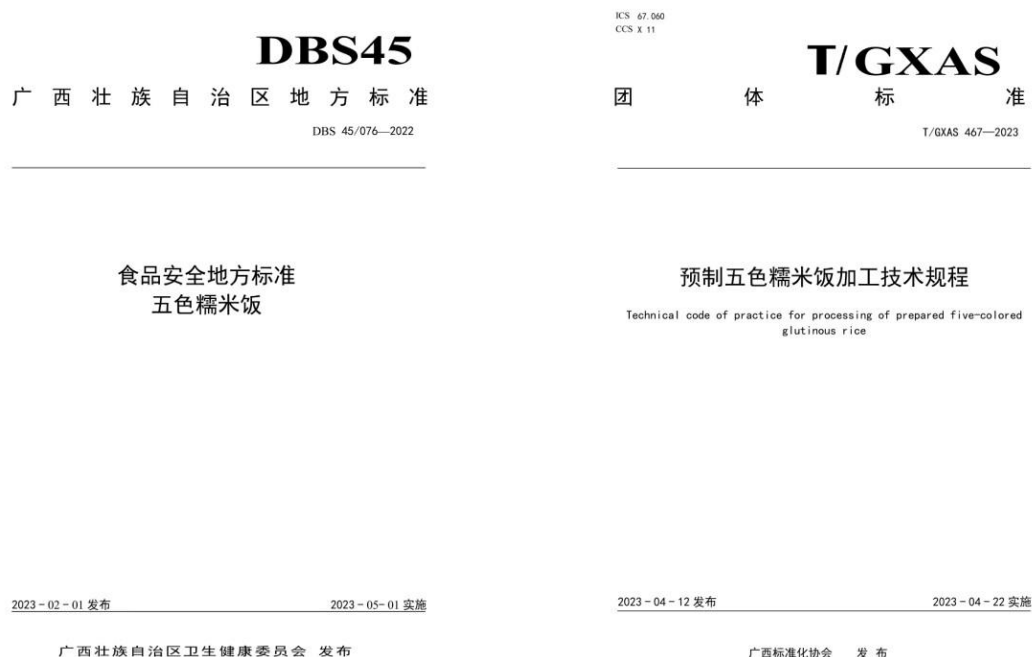 DBS45
广西壮族自治区地方标准
DBS 45/076—2022
食品安全地方标准
五色糯米饭
2023-02-01 发布
2023-05-01 实施
广西壮族自治区卫生健康委员会 发布
ICS 67.060
CCS X 11
T/GXAS
团体标准
T/GXAS 467—2023
预制五色糯米饭加工技术规程
Technical code of practice for processing of prepared five-colored
glutinous rice
2023-04-12 发布
2023-04-22 实施
广西标准化协会 发布